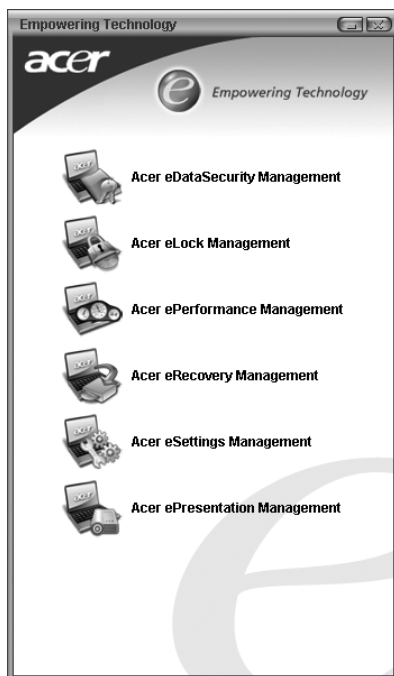 Empowering Technology
acer
e Empowering Technology
Acer eDataSecurity Management
Acer eLock Management
Acer ePerformance Management
Acer eRecovery Management
Acer eSettings Management
Acer ePresentation Management